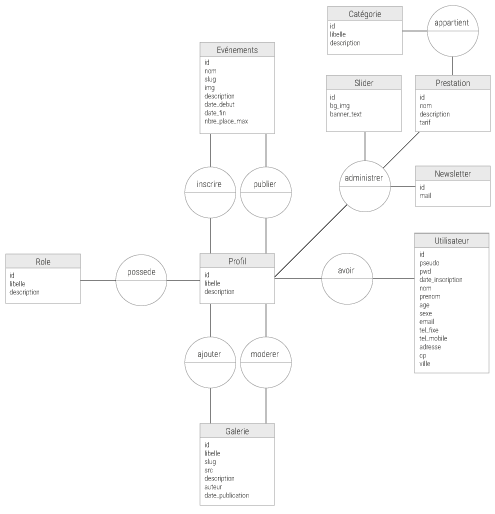 Catégorie
id
libelle
description
appartient
Evénements
id
nom
slug
img
description
date_debut
date_fin
nbre_place_max
Slider
id
bg_img
banner_text
Prestation
id
nom
description
tarif
inscrire
publier
administrer
Newsletter
id
mail
Role
id
libelle
description
possede
Profil
id
libelle
description
avoir
Utilisateur
id
pseudo
pwd
date_inscription
nom
prenom
age
sexe
email
tel_fixe
tel_mobile
adresse
cp
ville
ajouter
moderer
Galerie
id
libelle
slug
src
description
auteur
date_publication